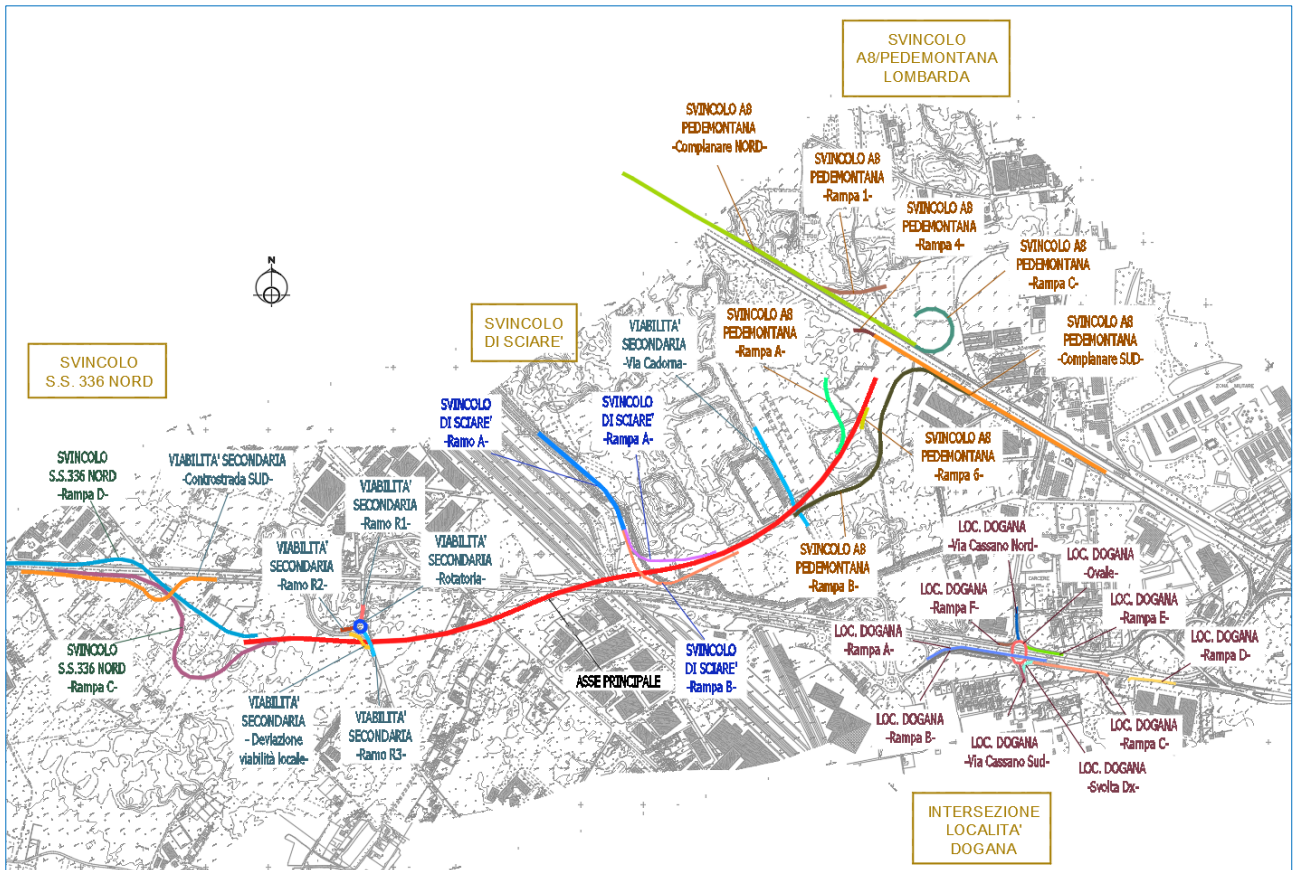 SVINCOLO
A8/PEDEMONTANA
LOMBARDA
SVINCOLO A8
PEDEMONTANA
-Complanare NORD-
SVINCOLO A8
PEDEMONTANA
-Rampa 1-
SVINCOLO A8
PEDEMONTANA
-Rampa 4-
SVINCOLO A8
PEDEMONTANA
-Rampa C-
N
SVINCOLO
DI SCIARE'
VIABILITA'
SECONDARIA
-Via Cadorna-
SVINCOLO A8
PEDEMONTANA
-Rampa A-
SVINCOLO A8
PEDEMONTANA
-Complanare SUD-
SVINCOLO
S.S. 336 NORD
ZONA MILITARE
SVINCOLO
DI SCIARE'
-Ramo A-
SVINCOLO
DI SCIARE'
-Rampa A-
SVINCOLO A8
PEDEMONTANA
-Rampa 6-
SVINCOLO
S.S.336 NORD
-Rampa D-
VIABILITA' SECONDARIA
-Controstrada SUD-
VIABILITA'
SECONDARIA
-Ramo R1-
VIABILITA'
SECONDARIA
-Ramo R2-
VIABILITA'
SECONDARIA
-Rotatoria-
SVINCOLO A8
PEDEMONTANA
-Rampa B-
LOC. DOGANA
-Via Cassano Nord-
LOC. DOGANA
-Ovale-
CARCERE
LOC. DOGANA
-Rampa F-
LOC. DOGANA
-Rampa E-
LOC. DOGANA
-Rampa A-
LOC. DOGANA
-Rampa D-
SVINCOLO
S.S.336 NORD
-Rampa C-
ASSE PRINCIPALE
SVINCOLO
DI SCIARE'
-Rampa B-
VIABILITA'
SECONDARIA
- Deviazione
viabilità locale-
VIABILITA'
SECONDARIA
-Ramo R3-
LOC. DOGANA
-Rampa B-
LOC. DOGANA
-Via Cassano Sud-
LOC. DOGANA
-Rampa C-
LOC. DOGANA
-Svolta Dx-
INTERSEZIONE
LOCALITA'
DOGANA